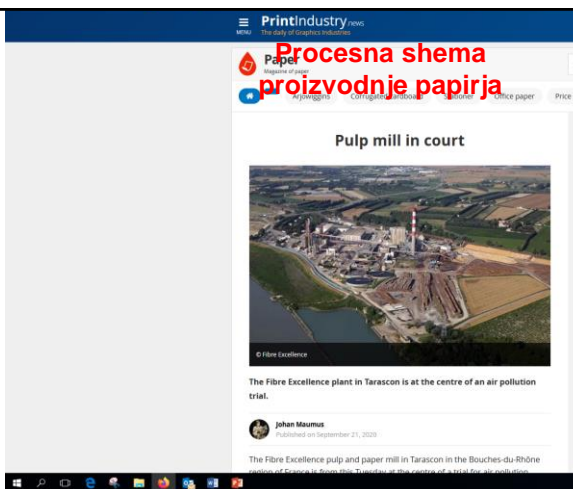 PrintIndustry.news
MENU
The daily of Graphics Industries
Procesna shema
proizvodnje papirja
Paper
Magazine of paper
Arjowiggins Corrugated cardboard Stationer Office paper Price
Pulp mill in court
© Fibre Excellence
The Fibre Excellence plant in Tarascon is at the centre of an air pollution
trial.
Johan Maumus
Published on September 21, 2020
The Fibre Excellence pulp and paper mill in Tarascon in the Bouches-du-Rhône
region of France is from this Tuesday at the centre of a trial for air pollution